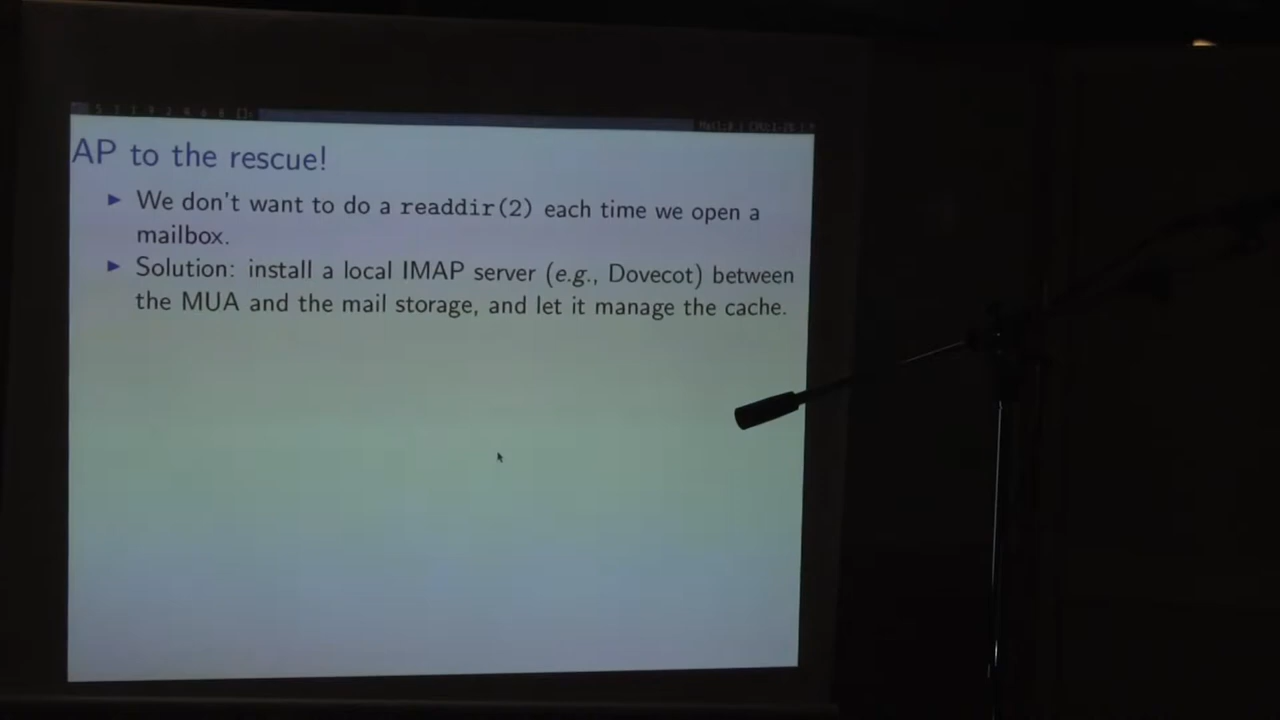 AP to the rescue!
▶ We don't want to do a readdir(2) each time we open a
mailbox.
▶ Solution: install a local IMAP server (e.g., Dovecot) between
the MUA and the mail storage, and let it manage the cache.